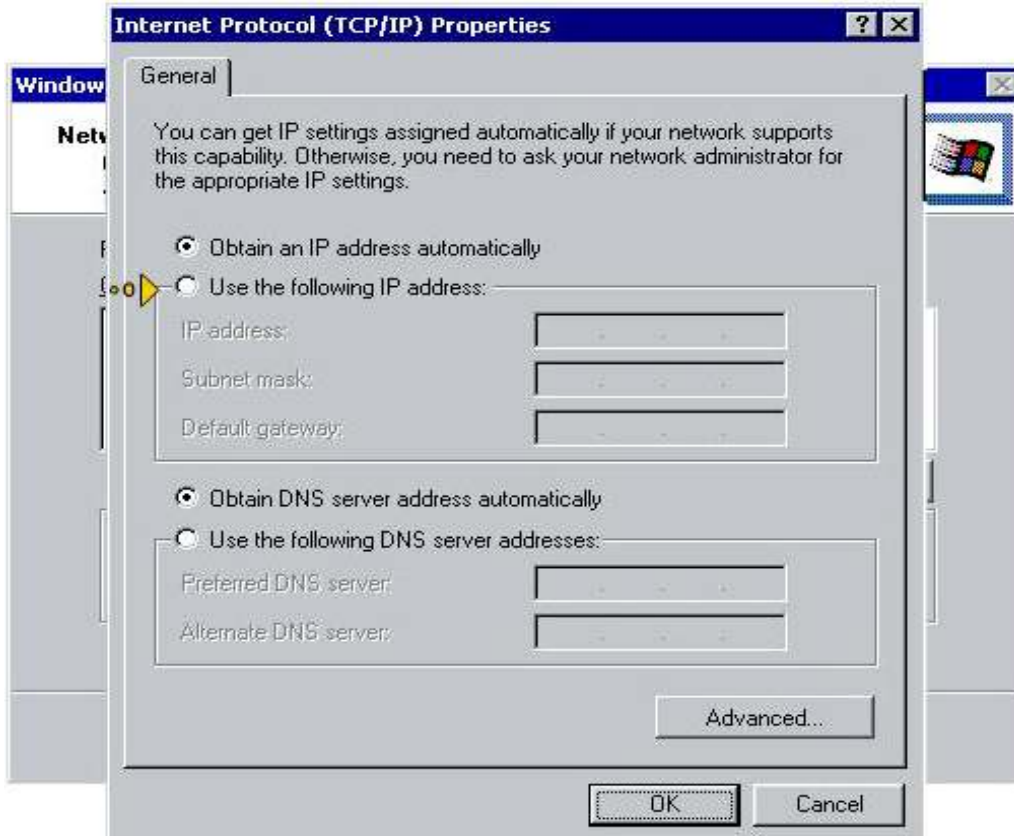 Internet Protocol (TCP/IP) Properties
Window
General
Netw
You can get IP settings assigned automatically if your network supports
this capability. Otherwise, you need to ask your network administrator for
the appropriate IP settings.
Obtain an IP address automatically
Use the following IP address:
IP address:
Subnet mask:
Default gateway:
Obtain DNS server address automatically
Use the following DNS server addresses:
Preferred DNS server:
Alternate DNS server:
Advanced...
OK
Cancel